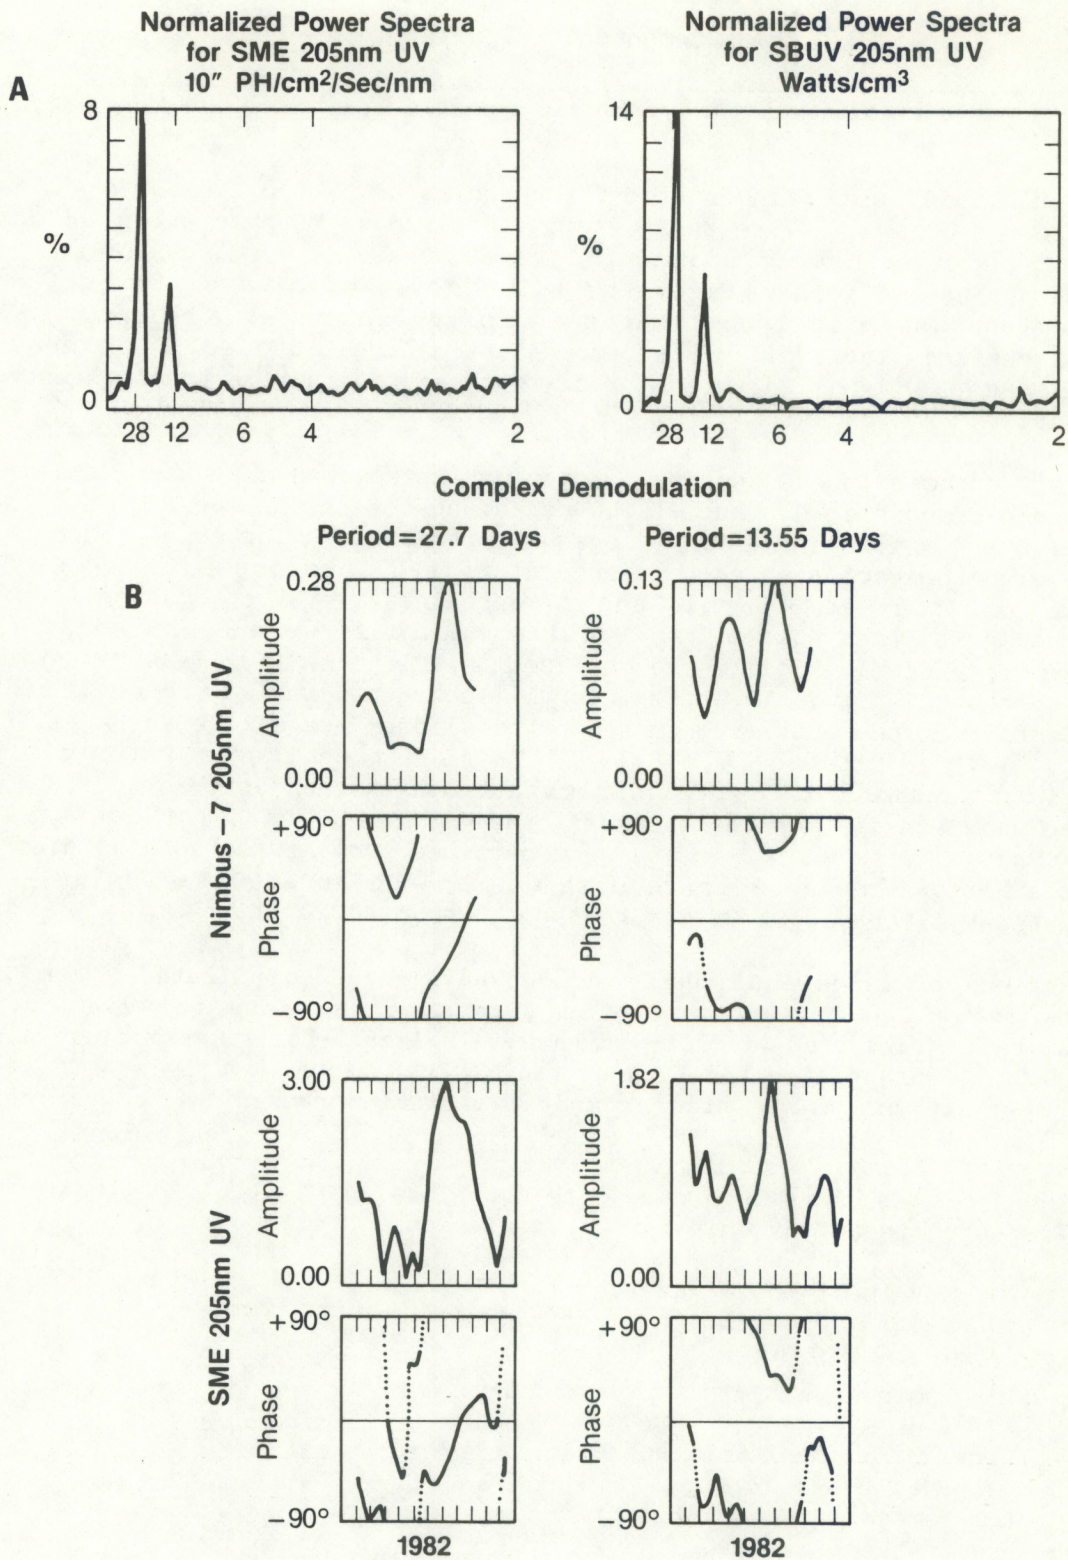 Normalized Power Spectra
for SME 205nm UV
10" PH/cm²/Sec/nm
Normalized Power Spectra
for SBUV 205nm UV
Watts/cm³
A
8
%
0
28 12 6 4 2
14
%
0
28 12 6 4 2
Complex Demodulation
Period=27.7 Days
Period=13.55 Days
B
Nimbus-7 205nm UV
0.28
Amplitude
0.00
0.13
Amplitude
0.00
+90°
Phase
-90°
+90°
Phase
-90°
SME 205nm UV
3.00
Amplitude
0.00
1.82
Amplitude
0.00
+90°
Phase
-90°
+90°
Phase
-90°
1982
1982